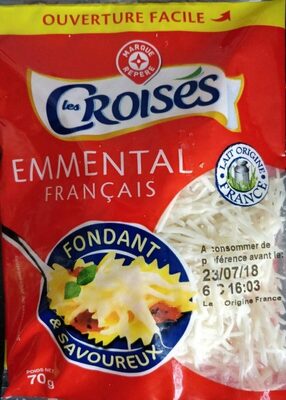 OUVERTURE FACILE
MARQUE REPÈRE
les
CROISÉS
EMMENTAL
FRANÇAIS
LAIT ORIGINE
FRANCE
FONDANT
& SAVOUREUX
A consommer de
préférence avant le:
23/07/18
16:03
Origine France
POIDS NET
70g